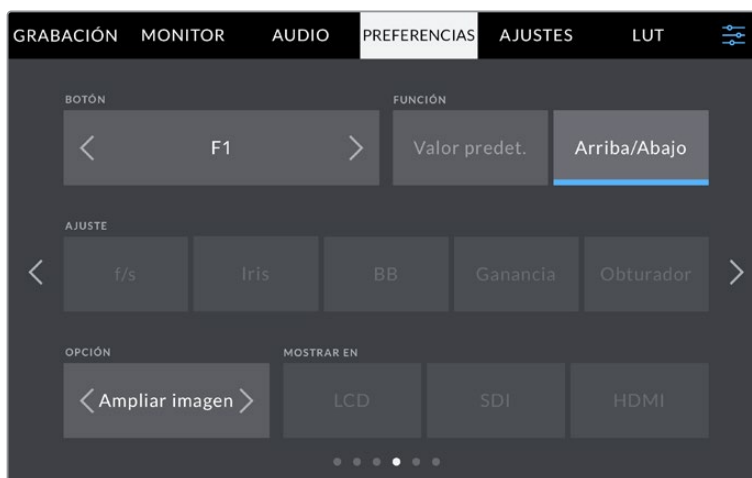 GRABACIÓN MONITOR AUDIO PREFERENCIAS AJUSTES LUT
BOTÓN FUNCIÓN
F1 Valor predet. Arriba/Abajo
AJUSTE
f/s Iris BB Ganancia Obturador
OPCIÓN MOSTRAR EN
Ampliar imagen LCD SDI HDMI